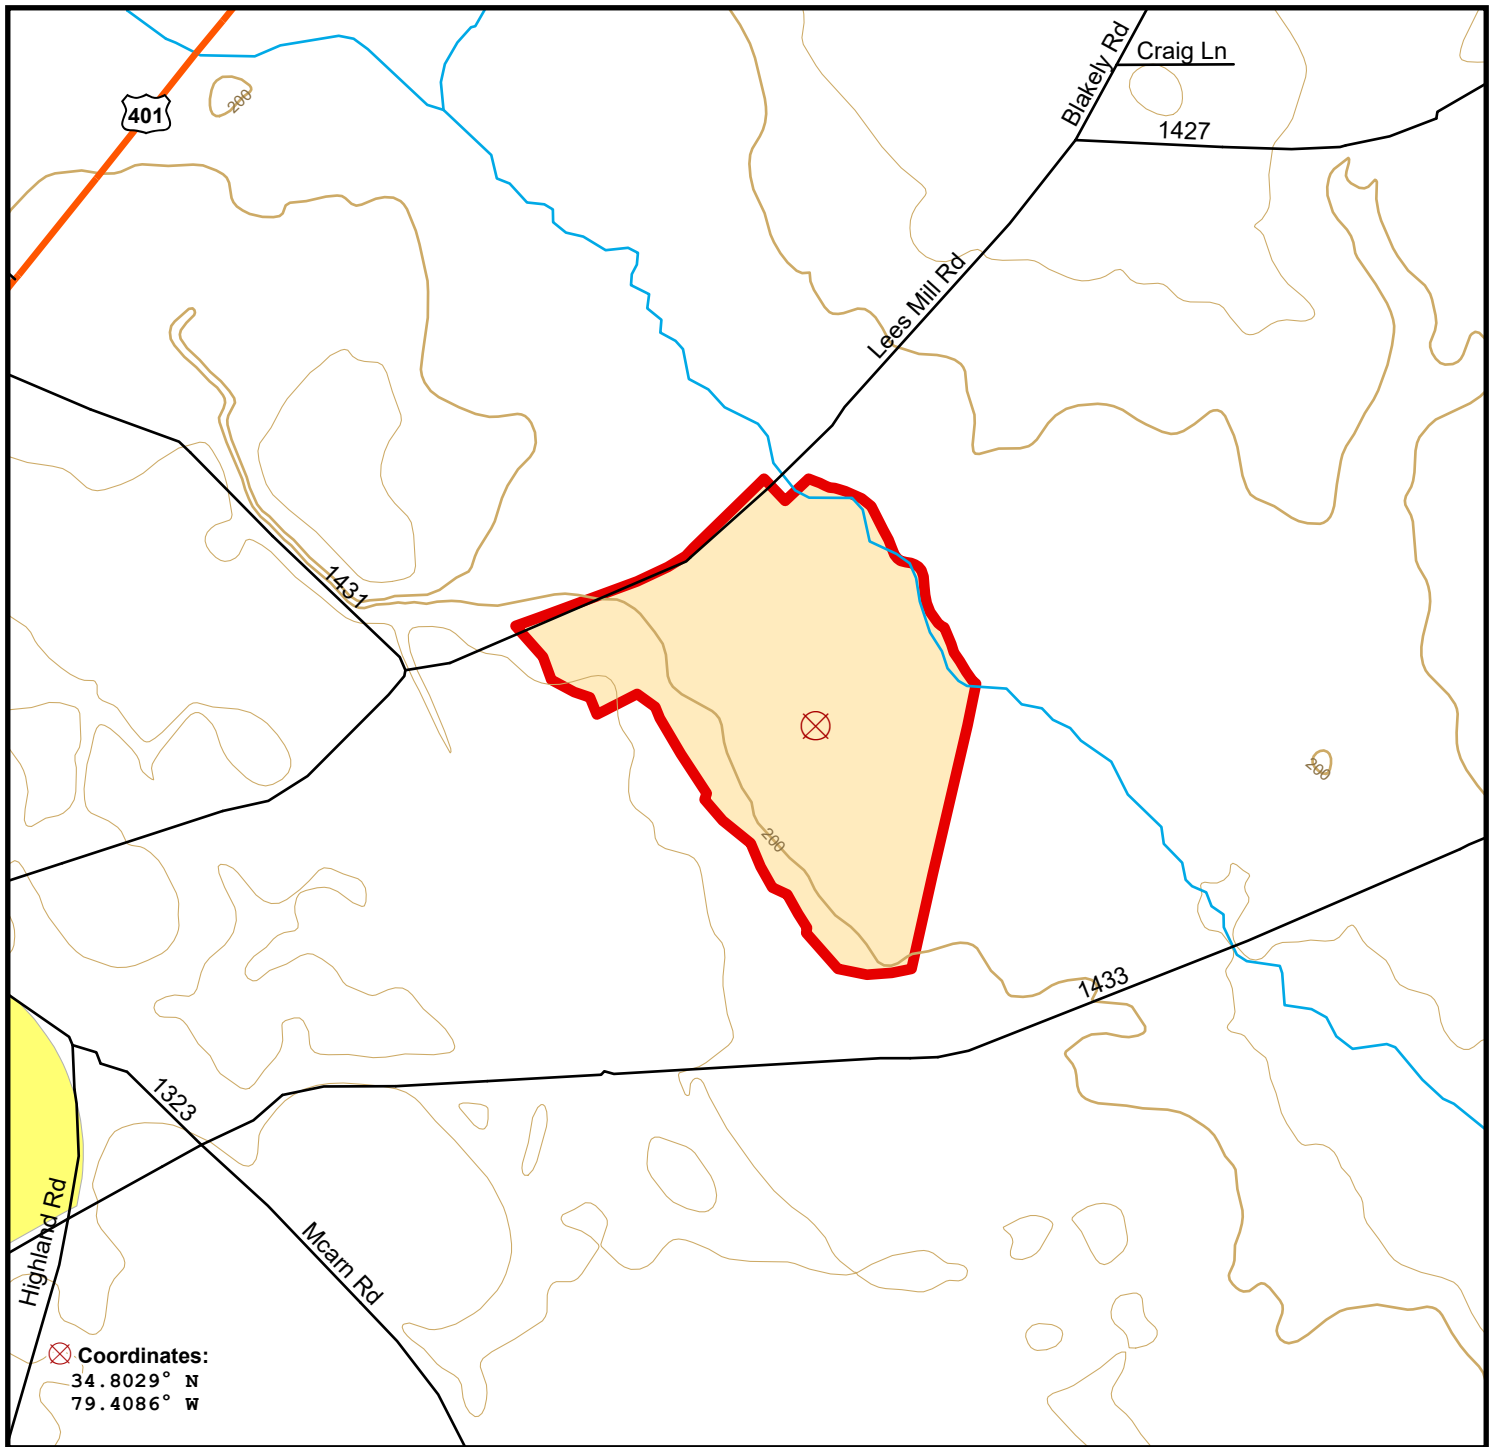 Blakely Rd
Craig Ln
200
401
1427
Lees Mill Rd
1431
200
200
1433
1323
Highland Rd
Mcarn Rd
Coordinates:
34.8029° N
79.4086° W